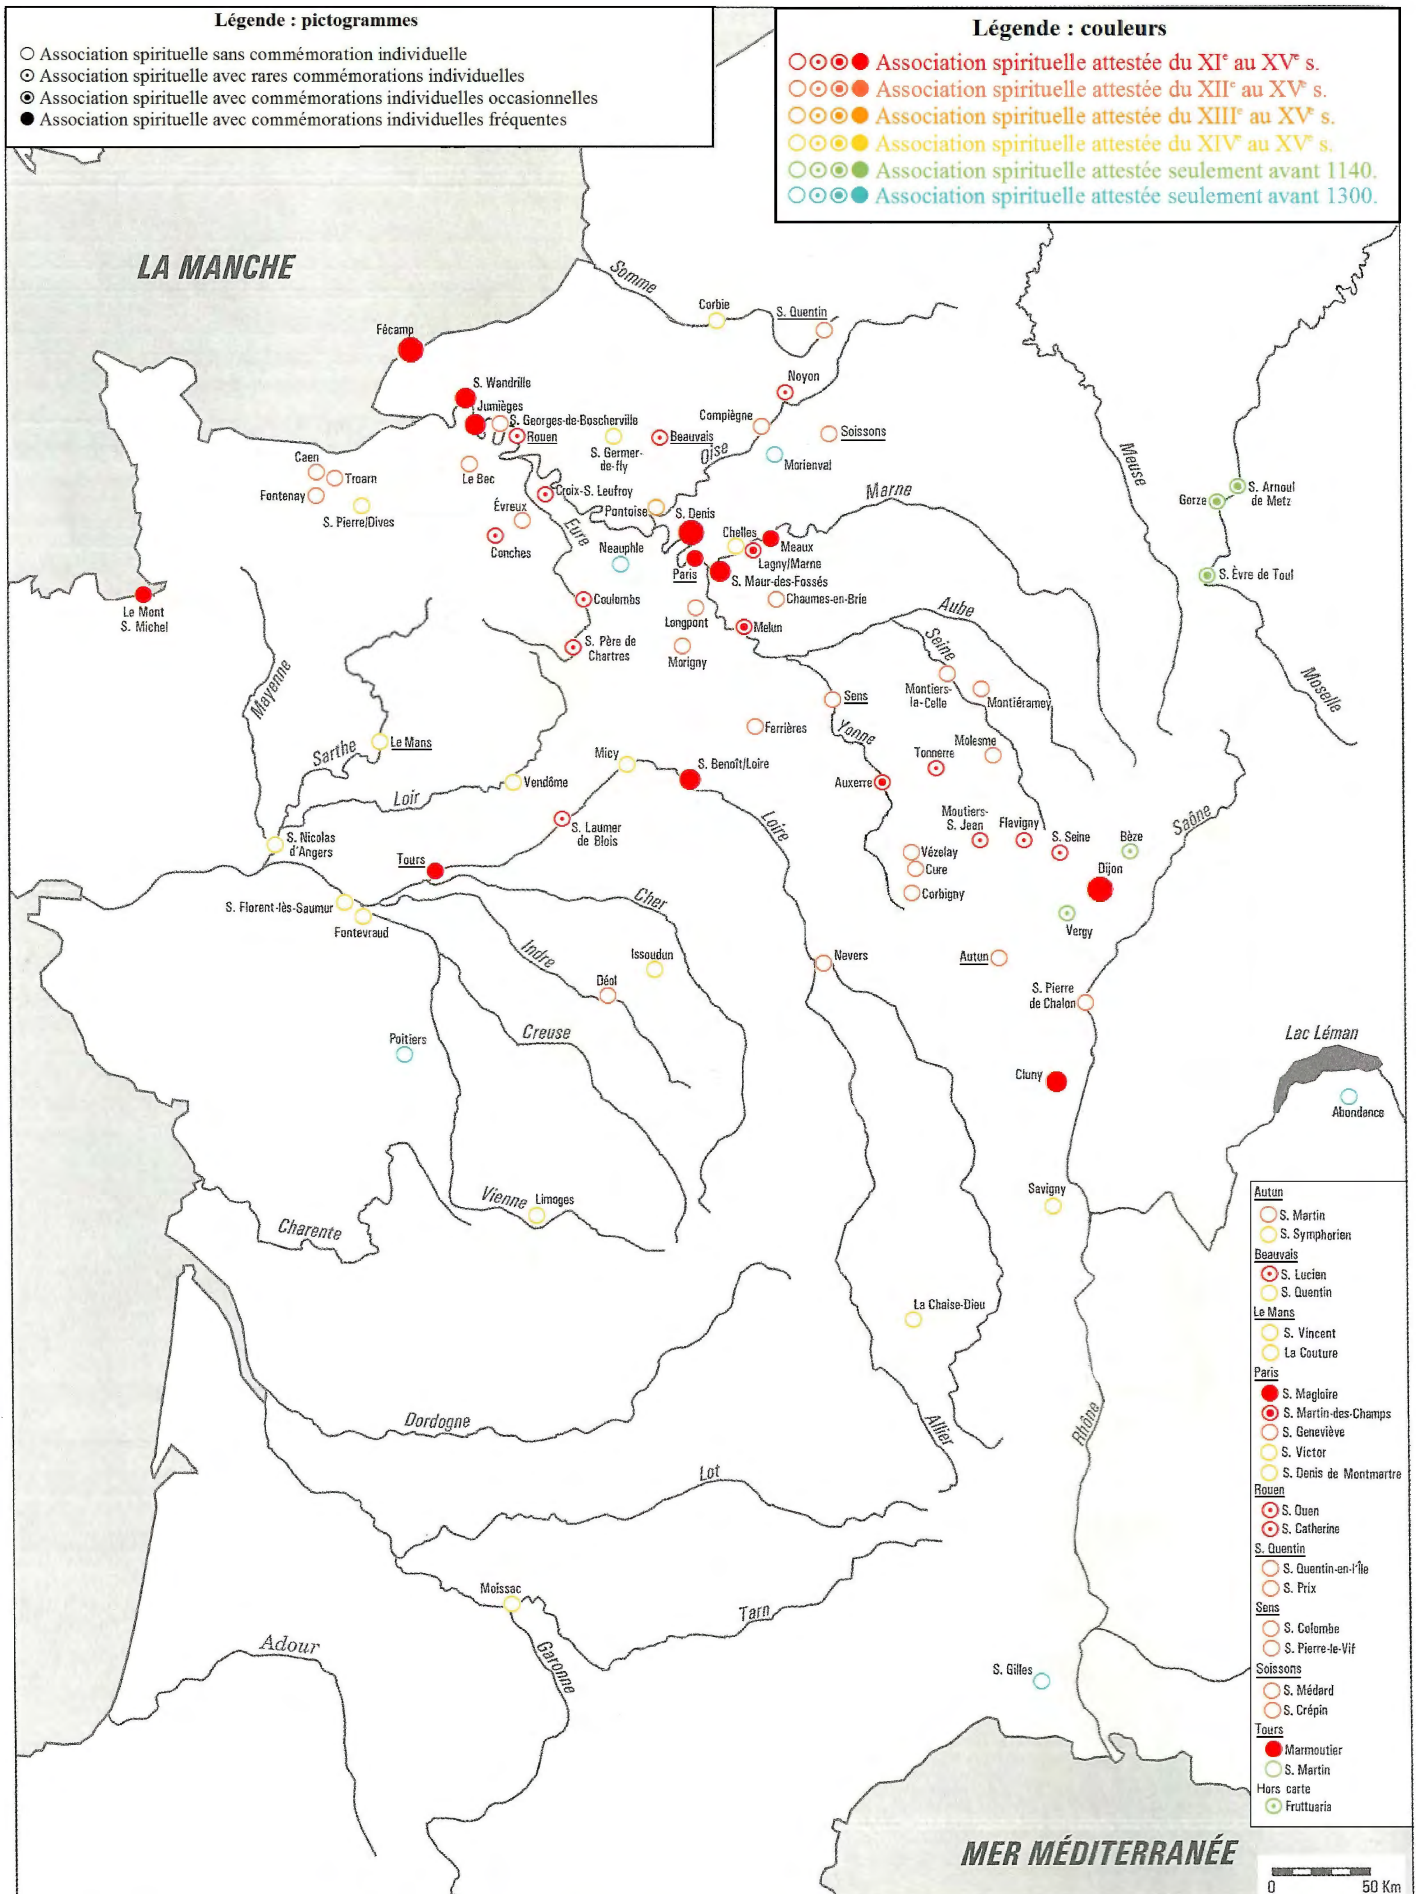 Légende : pictogrammes
Association spirituelle sans commémoration individuelle
Association spirituelle avec rares commémorations individuelles
Association spirituelle avec commémorations individuelles occasionnelles
Association spirituelle avec commémorations individuelles fréquentes
Légende : couleurs
Association spirituelle attestée du XIe au XVe s.
Association spirituelle attestée du XIIe au XVe s.
Association spirituelle attestée du XIIIe au XVe s.
Association spirituelle attestée du XIVe au XVe s.
Association spirituelle attestée seulement avant 1140.
Association spirituelle attestée seulement avant 1300.
LA MANCHE
Somme
Corbie
S. Quentin
Fécamp
S. Wandrille
Jumièges
S. Georges-de-Boscherville
Rouen
Noyon
Compiègne
Beauvais
Soissons
S. Germer-
de-fly
Oise
Morienval
Meuse
Caen
Troarn
Fontenay
S. Pierre/Dives
Le Bec
Croix-S. Leufroy
Évreux
Conches
Eure
Pontoise
S. Denis
Neauphle
Chelles
Meaux
Lagny/Marne
Marne
Paris
S. Maur-des-Fossés
Gorze
S. Arnoul
de Metz
S. Èvre de Toul
Le Mont
S. Michel
Coulombs
Chaumes-en-Brie
Longpont
Melun
S. Père de
Chartres
Morigny
Aube
Seine
Moselle
Mayenne
Montiers-
la-Celle
Montiéramey
Sens
Yonne
Ferrières
Molesme
Tonnerre
Sarthe
Le Mans
Micy
S. Benoît/Loire
Auxerre
Vendôme
Loir
Loire
S. Laumer
de Blois
Moutiers-
S. Jean
Flavigny
S. Seine
Bèze
Saône
S. Nicolas
d'Angers
Vézelay
Cure
Corbigny
Dijon
Tours
Vergy
S. Florent-lès-Saumur
Fontevraud
Cher
Indre
Issoudun
Nevers
Autun
Déol
S. Pierre
de Chalon
Creuse
Poitiers
Lac Léman
Cluny
Abondance
Vienne
Limoges
Savigny
Charente
La Chaise-Dieu
Dordogne
Allier
Rhône
Lot
Moissac
Tarn
Adour
Garonne
S. Gilles
MER MÉDITERRANÉE
Autun
S. Martin
S. Symphorien
Beauvais
S. Lucien
S. Quentin
Le Mans
S. Vincent
La Couture
Paris
S. Magloire
S. Martin-des-Champs
S. Geneviève
S. Victor
S. Denis de Montmartre
Rouen
S. Ouen
S. Catherine
S. Quentin
S. Quentin-en-l'Île
S. Prix
Sens
S. Colombe
S. Pierre-le-Vif
Soissons
S. Médard
S. Crépin
Tours
Marmoutier
S. Martin
Hors carte
Fruttuaria
0 50 Km